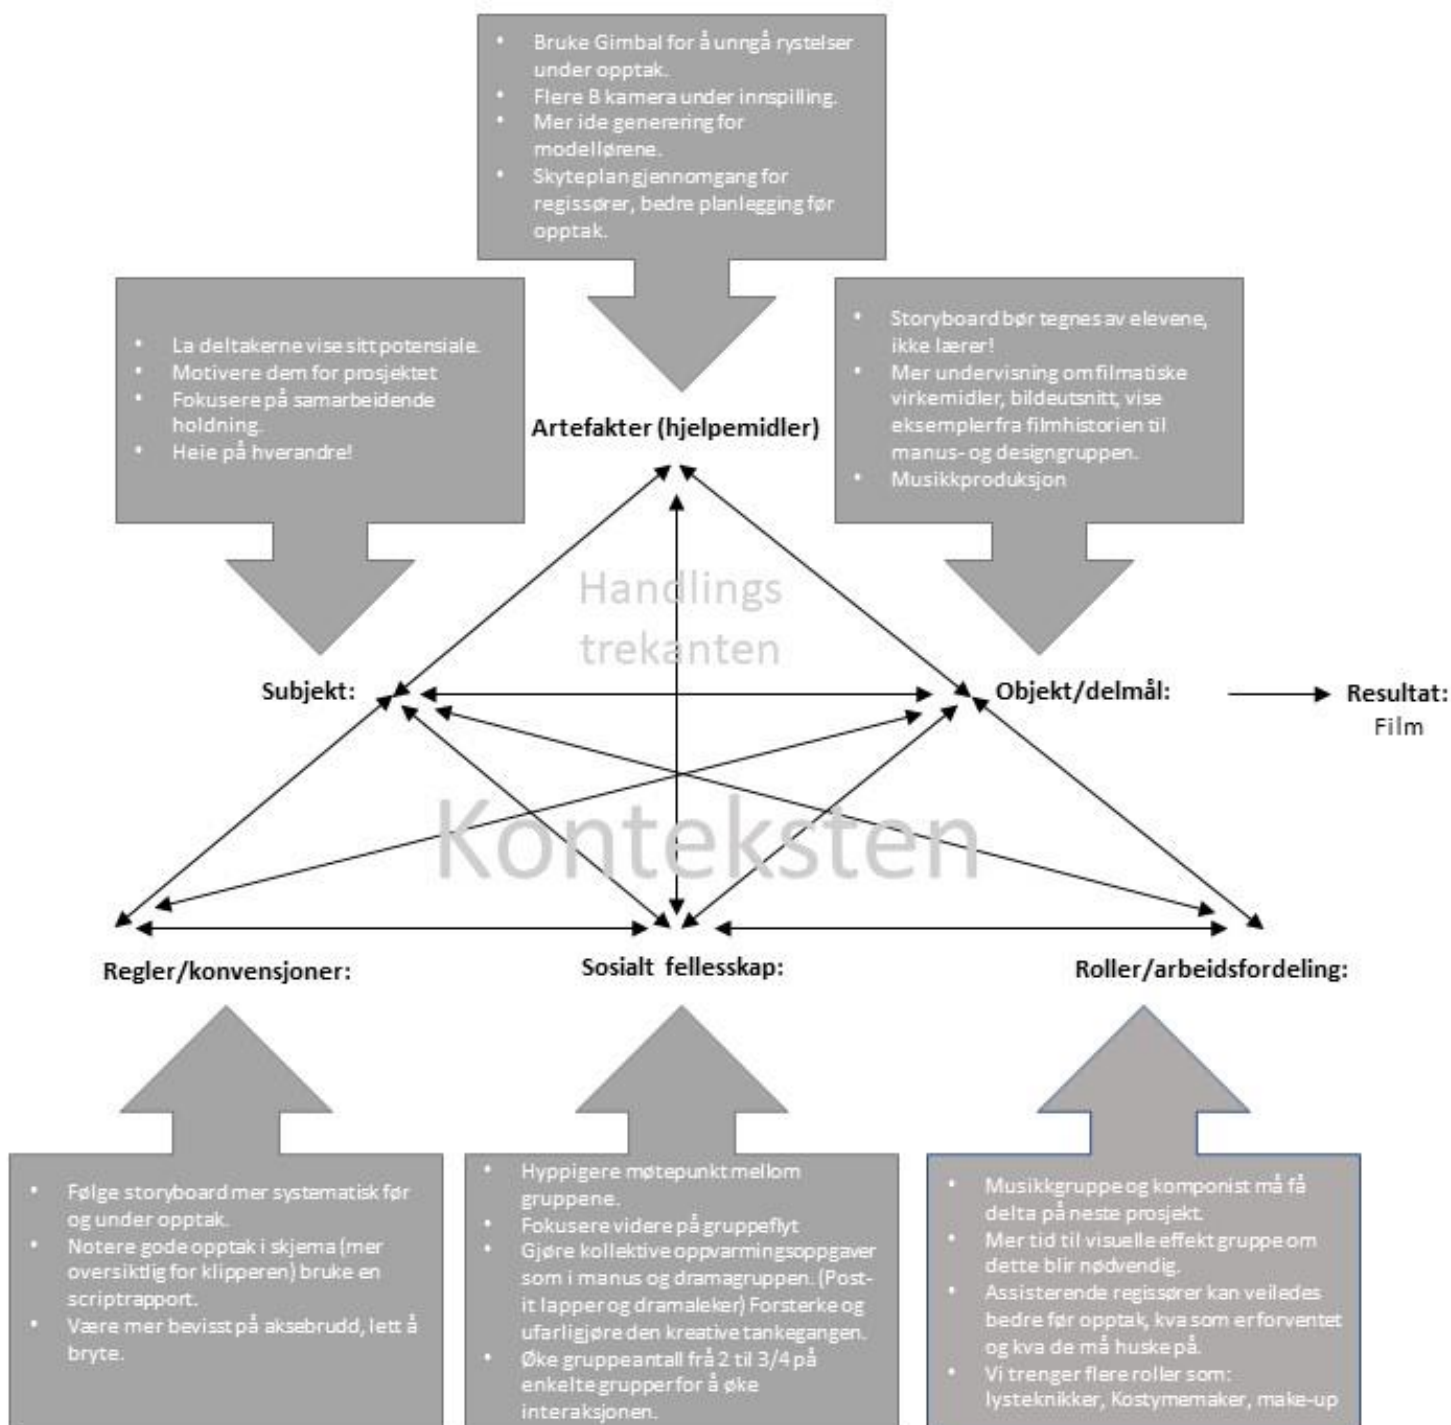 • Bruke Gimbal for å unngå rystelser
under opptak.
• Flere B kamera under innspilling.
• Mer ide generering for
modellørene.
• Skyteplan gjennomgang for
regissører, bedre planlegging før
opptak.
• La deltakerne vise sitt potensiale.
• Motivere dem for prosjektet
• Fokusere på samarbeidende
holdning.
• Heie på hverandre!
• Storyboard bør tegnes av elevene,
ikke lærer!
• Mer undervisning om filmatiske
virkemidler, bildeutsnitt, vise
eksempler fra filmhistorien til
manus- og designgruppen.
• Musikkproduksjon
Artefakter (hjelpemidler)
Handlings
trekanten
Subjekt:
Objekt/delmål:
Resultat:
Film
Konteksten
Regler/konvensjoner:
Sosialt fellesskap:
Roller/arbeidsfordeling:
• Følge storyboard mer systematisk før
og under opptak.
• Notere gode opptak i skjema (mer
oversiktlig for klipperen) bruke en
scriptrapport.
• Være mer bevisst på aksebrudd, lett å
bryte.
• Hyppigere møtepunkt mellom
gruppene.
• Fokusere videre på gruppeflyt
• Gjøre kollektive oppvarmingsoppgaver
som i manus og dramagruppen. (Post-
it lapper og dramaleker) Forsterke og
ufarliggjøre den kreative tankegangen.
• Øke gruppeantall frå 2 til 3/4 på
enkelte grupper for å øke
interaksjonen.
• Musikkgruppe og komponist må få
delta på neste prosjekt.
• Mer tid til visuelle effekt gruppe om
dette blir nødvendig.
• Assisterende regissører kan veiledes
bedre før opptak, kva som er forventet
og kva de må huske på.
• Vi trenger flere roller som:
lysteknikker, Kostymemaker, make-up